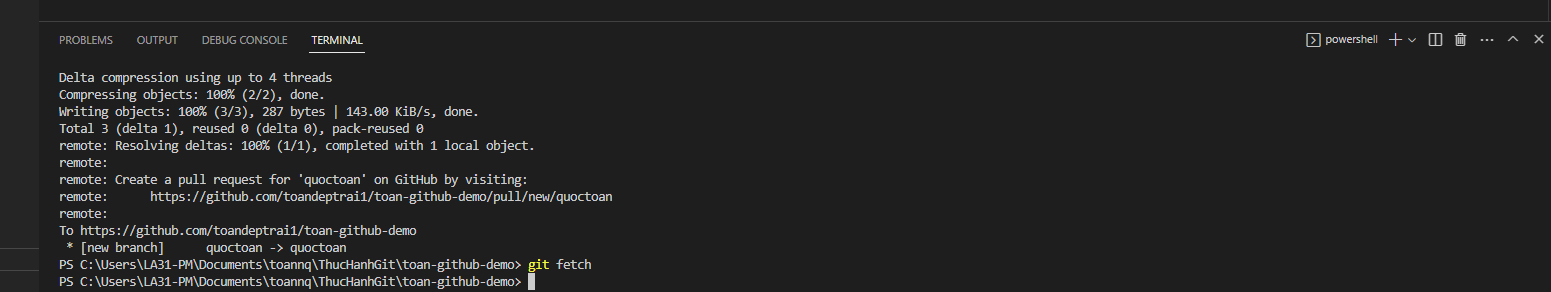 PROBLEMS OUTPUT DEBUG CONSOLE TERMINAL powershell
Delta compression using up to 4 threads
Compressing objects: 100% (2/2), done.
Writing objects: 100% (3/3), 287 bytes | 143.00 KiB/s, done.
Total 3 (delta 1), reused 0 (delta 0), pack-reused 0
remote: Resolving deltas: 100% (1/1), completed with 1 local object.
remote:
remote: Create a pull request for 'quoctoan' on GitHub by visiting:
remote:      https://github.com/toandeptrai1/toan-github-demo/pull/new/quoctoan
remote:
To https://github.com/toandeptrai1/toan-github-demo
 * [new branch]      quoctoan -> quoctoan
PS C:\Users\LA31-PM\Documents\toannq\ThucHanhGit\toan-github-demo> git fetch
PS C:\Users\LA31-PM\Documents\toannq\ThucHanhGit\toan-github-demo>